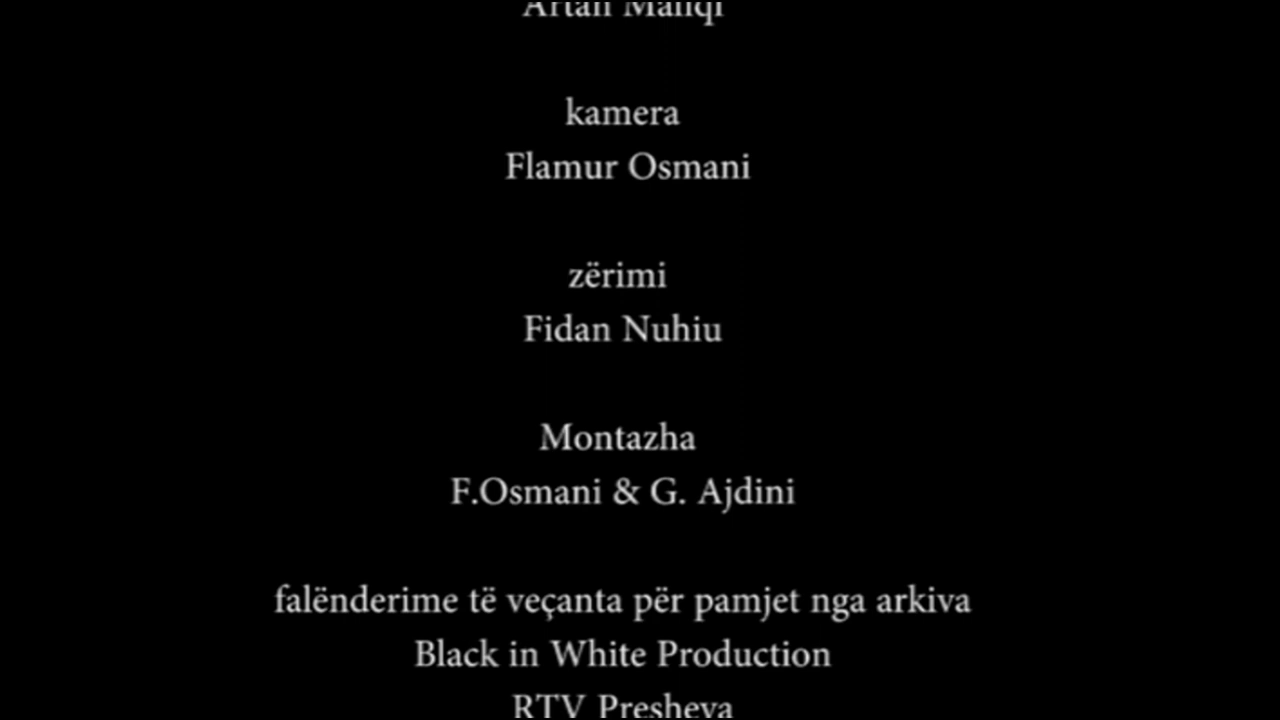 Artan
kamera
Flamur Osmani
zërimi
Fidan Nuhiu
Montazha
F.Osmani & G. Ajdini
falënderime të veçanta për pamjet nga arkiva
Black in White Production
RTV Presheva